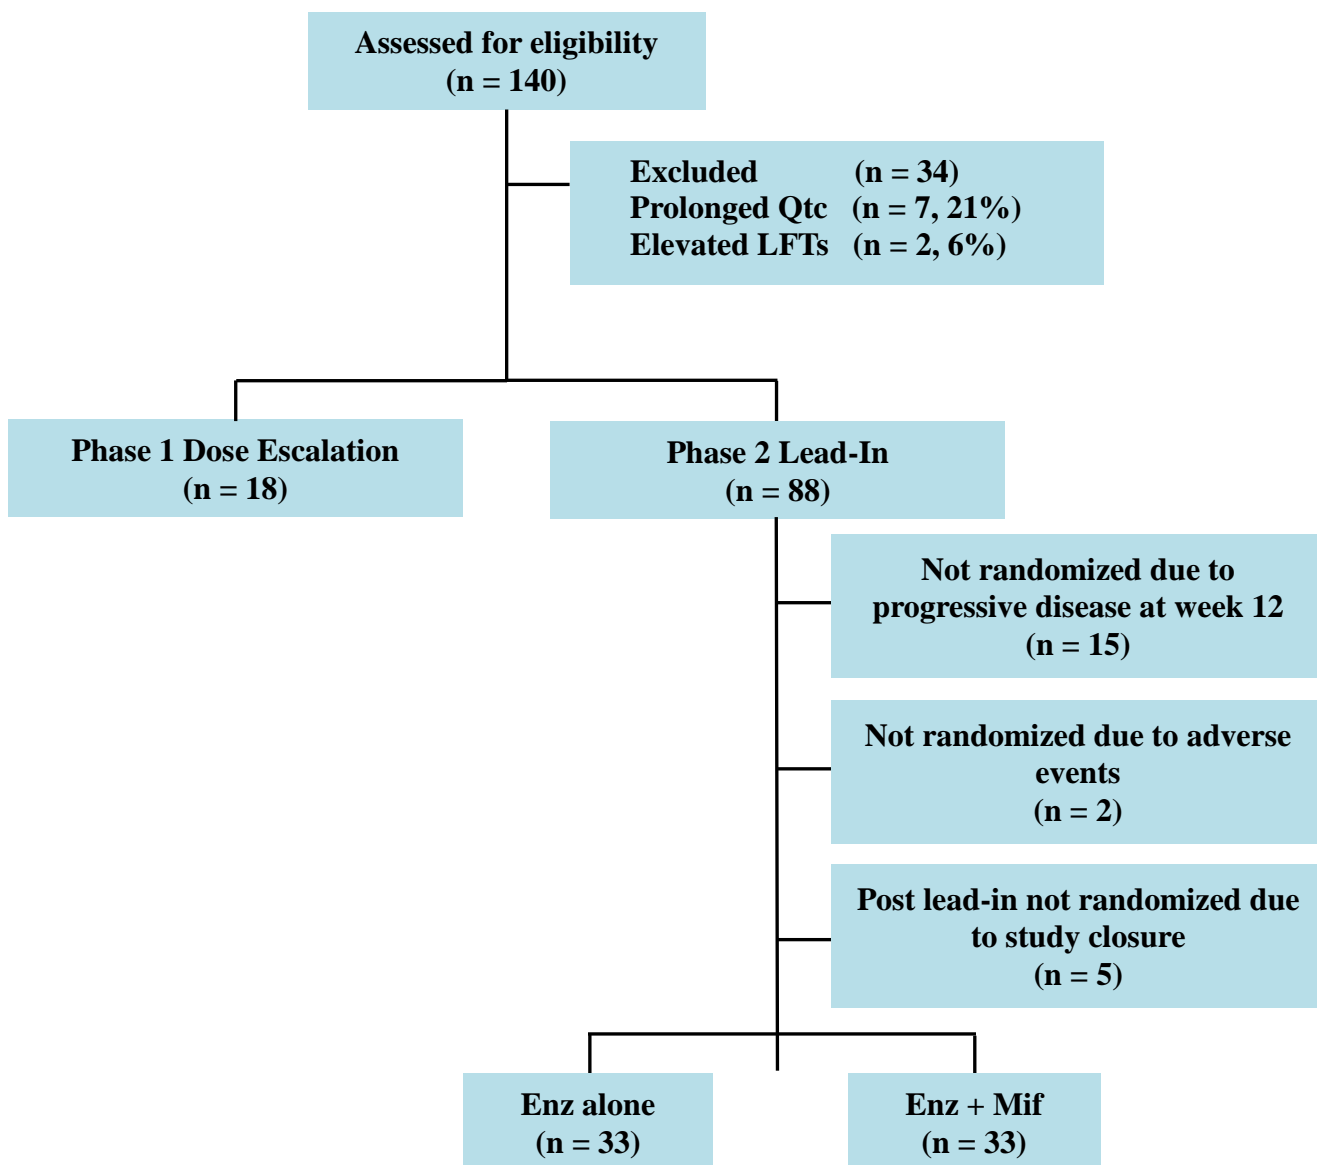 Assessed for eligibility
(n = 140)
Excluded (n = 34)
Prolonged Qtc (n = 7, 21%)
Elevated LFTs (n = 2, 6%)
Phase 1 Dose Escalation
(n = 18)
Phase 2 Lead-In
(n = 88)
Not randomized due to
progressive disease at week 12
(n = 15)
Not randomized due to adverse
events
(n = 2)
Post lead-in not randomized due
to study closure
(n = 5)
Enz alone
(n = 33)
Enz + Mif
(n = 33)